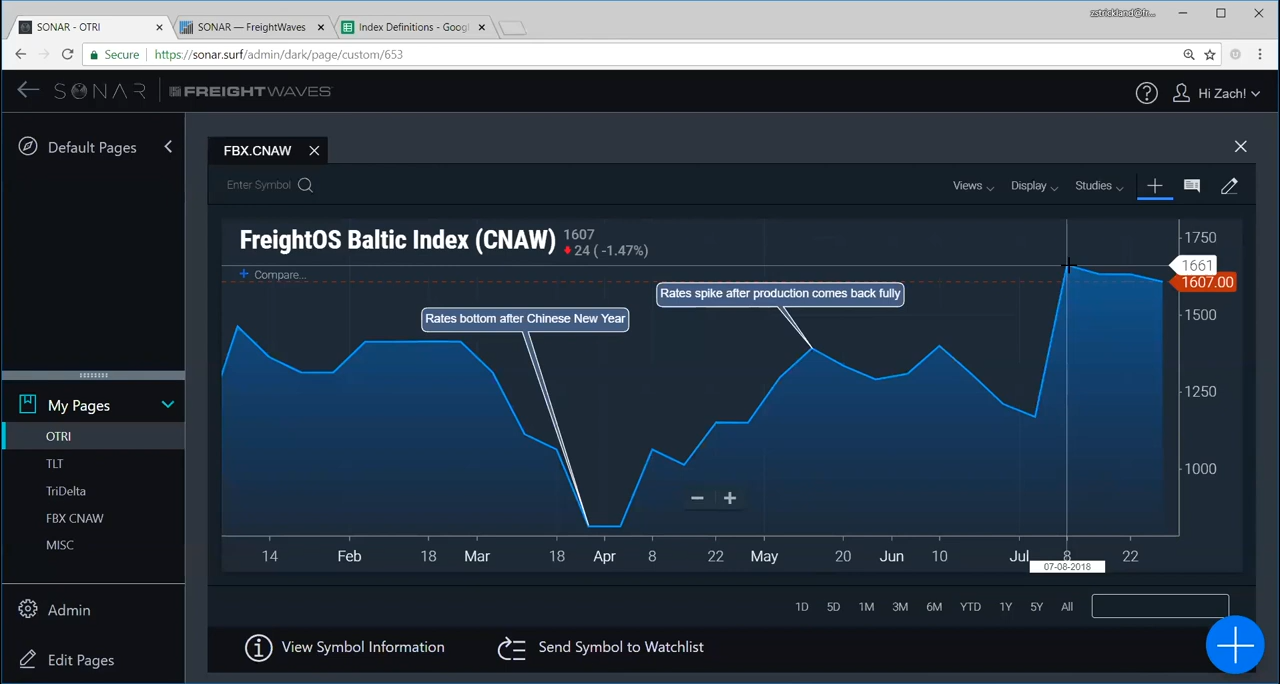 SONAR - OTRI
SONAR — FreightWaves
Index Definitions - Goog
zstrickland@fr...
Secure
https://sonar.surf/admin/dark/page/custom/653
SONAR
FREIGHTWAVES
Hi Zach!
Default Pages
FBX.CNAW
Enter Symbol
Views
Display
Studies
FreightOS Baltic Index (CNAW)
1607
24 ( -1.47%)
Compare...
Rates bottom after Chinese New Year
Rates spike after production comes back fully
1750
1661
1607.00
1500
1250
1000
14
Feb
18
Mar
18
Apr
8
22
May
20
Jun
10
Jul
8
22
07-08-2018
My Pages
OTRI
TLT
TriDelta
FBX CNAW
MISC
Admin
Edit Pages
1D
5D
1M
3M
6M
YTD
1Y
5Y
All
View Symbol Information
Send Symbol to Watchlist